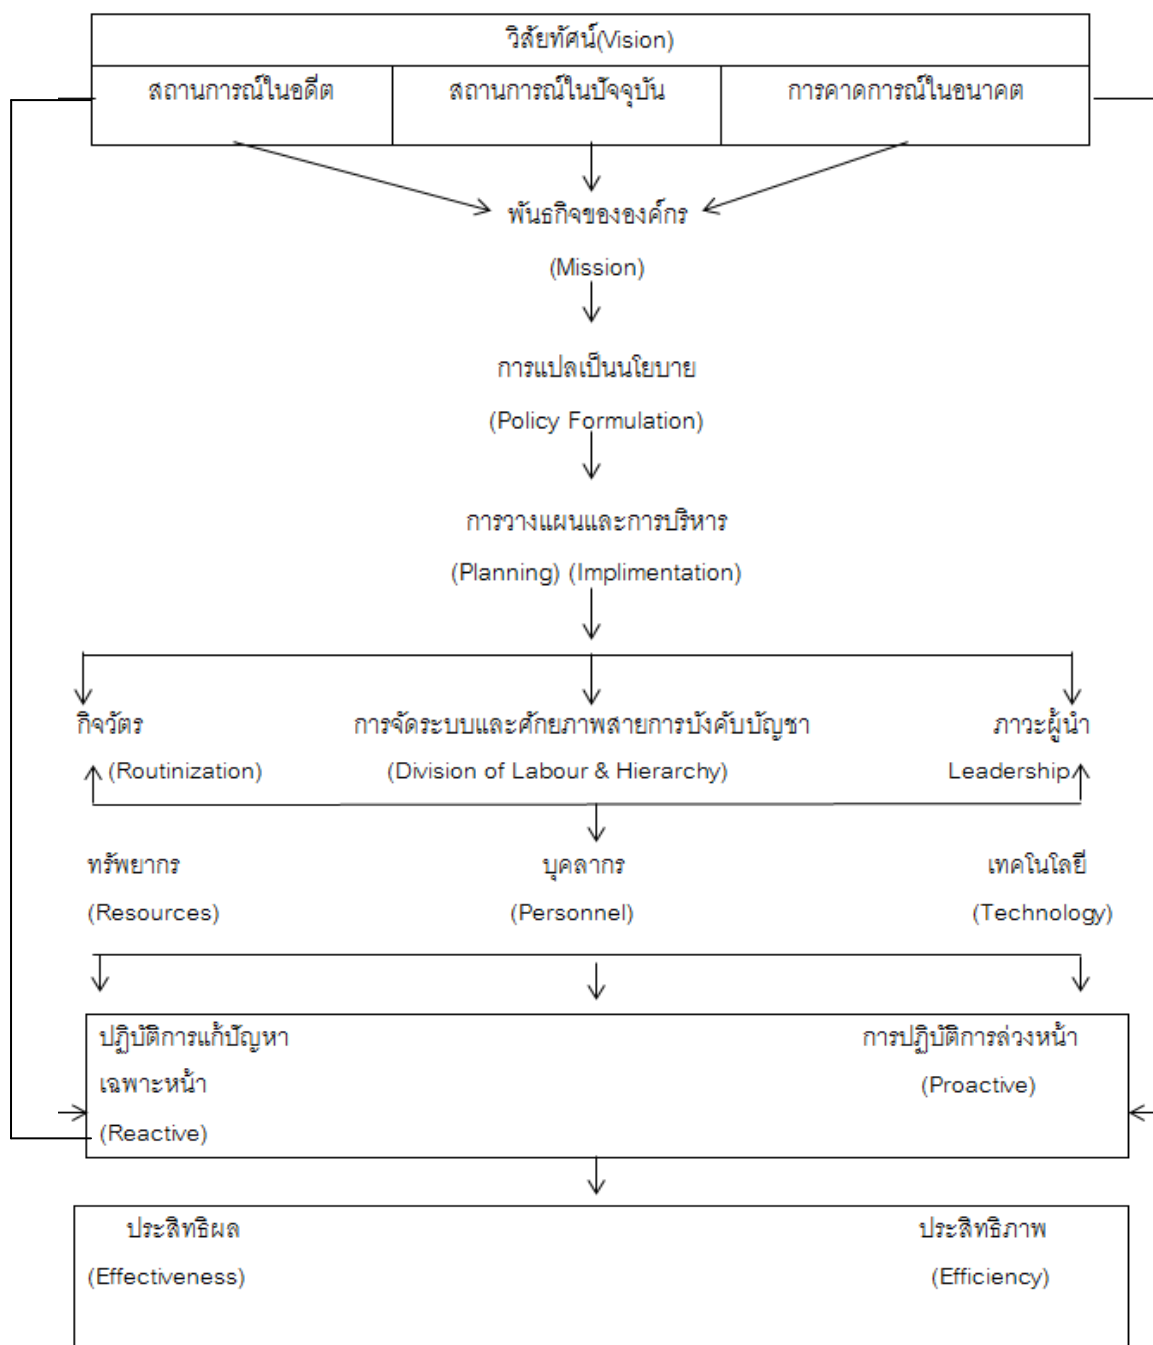 วิสัยทัศน์(Vision)
สถานการณ์ในอดีต สถานการณ์ในปัจจุบัน การคาดการณ์ในอนาคต
พันธกิจขององค์กร
(Mission)
การแปลเป็นนโยบาย
(Policy Formulation)
การวางแผนและการบริหาร
(Planning) (Implimentation)
กิจวัตร การจัดระบบและศักยภาพสายการบังคับบัญชา ภาวะผู้นำ
(Routinization) (Division of Labour & Hierarchy) Leadership
ทรัพยากร บุคลากร เทคโนโลยี
(Resources) (Personnel) (Technology)
ปฏิบัติการแก้ปัญหา การปฏิบัติการล่วงหน้า
เฉพาะหน้า (Proactive)
(Reactive)
ประสิทธิผล ประสิทธิภาพ
(Effectiveness) (Efficiency)